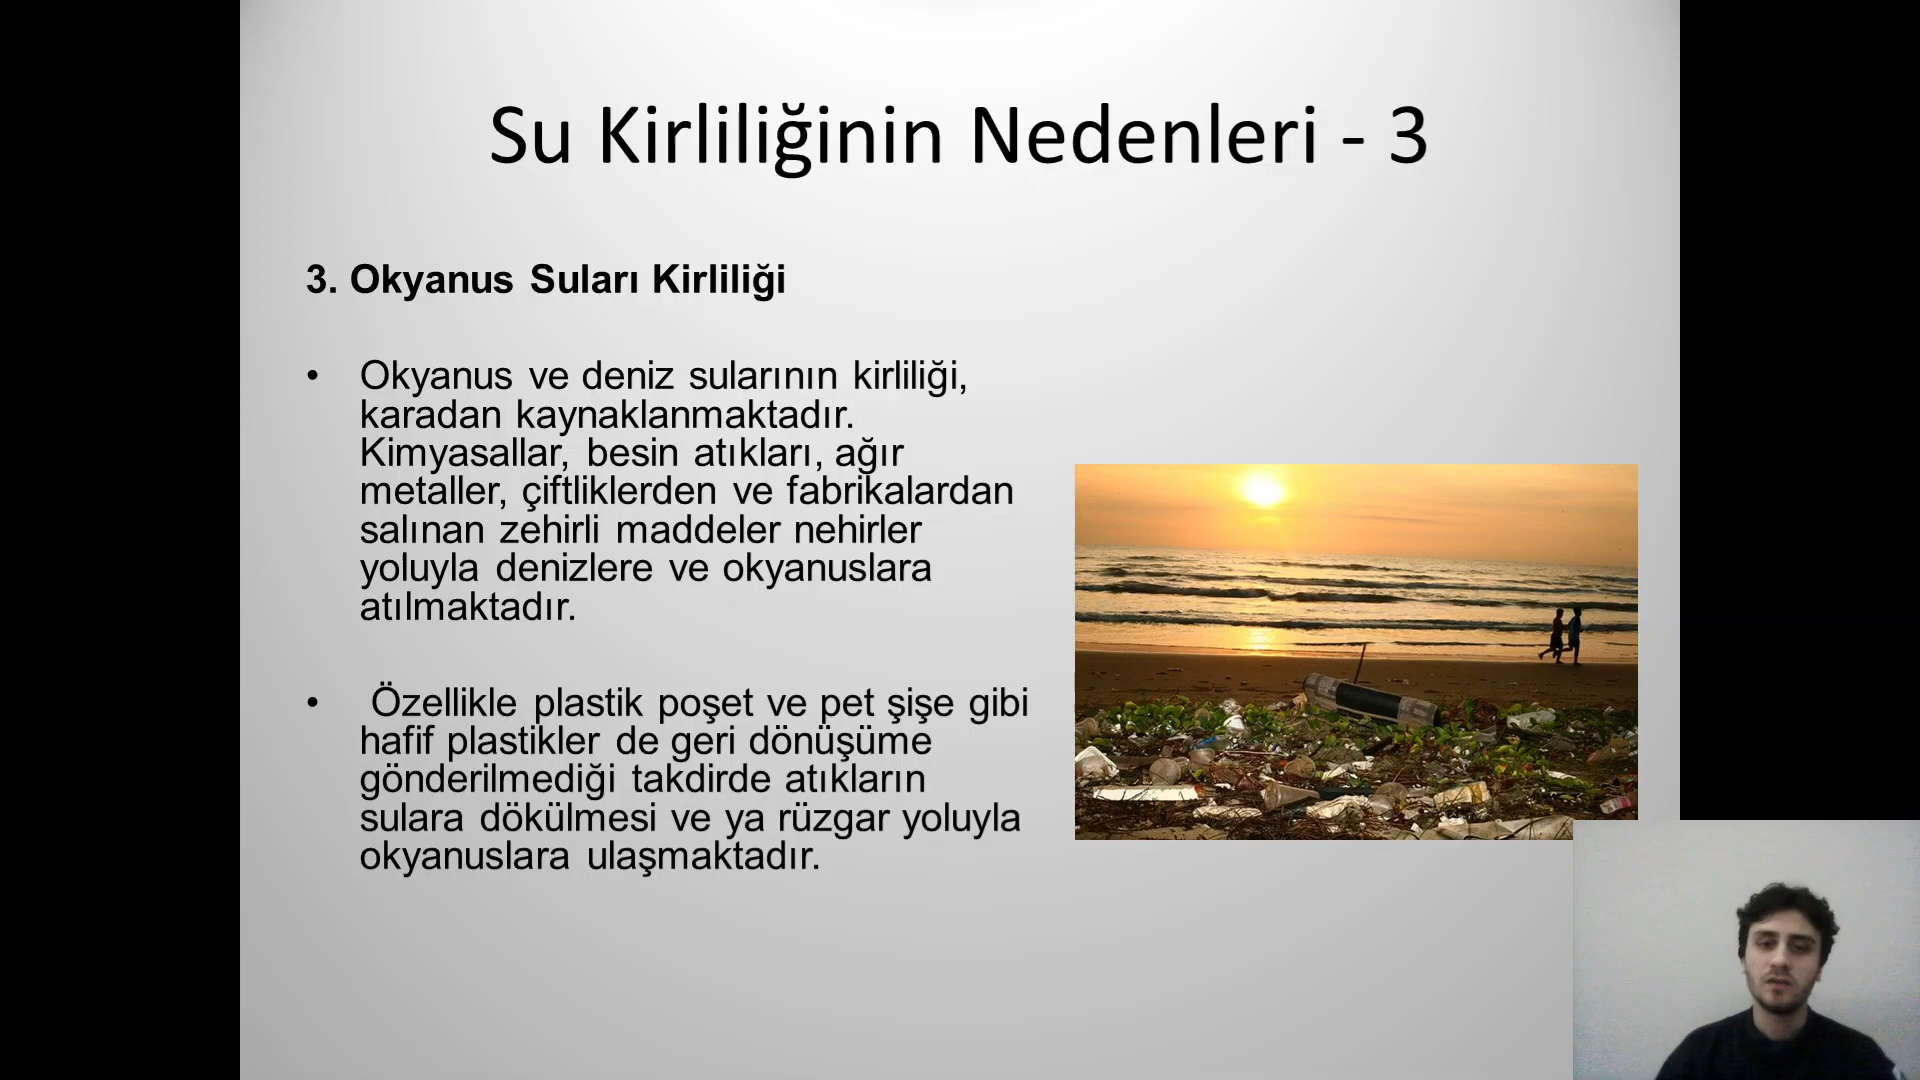 Su Kirliliğinin Nedenleri - 3
3. Okyanus Suları Kirliliği
• Okyanus ve deniz sularının kirliliği,
karadan kaynaklanmaktadır.
Kimyasallar, besin atıkları, ağır
metaller, çiftliklerden ve fabrikalardan
salınan zehirli maddeler nehirler
yoluyla denizlere ve okyanuslara
atılmaktadır.
• Özellikle plastik poşet ve pet şişe gibi
hafif plastikler de geri dönüşüme
gönderilmediği takdirde atıkların
sulara dökülmesi ve ya rüzgar yoluyla
okyanuslara ulaşmaktadır.